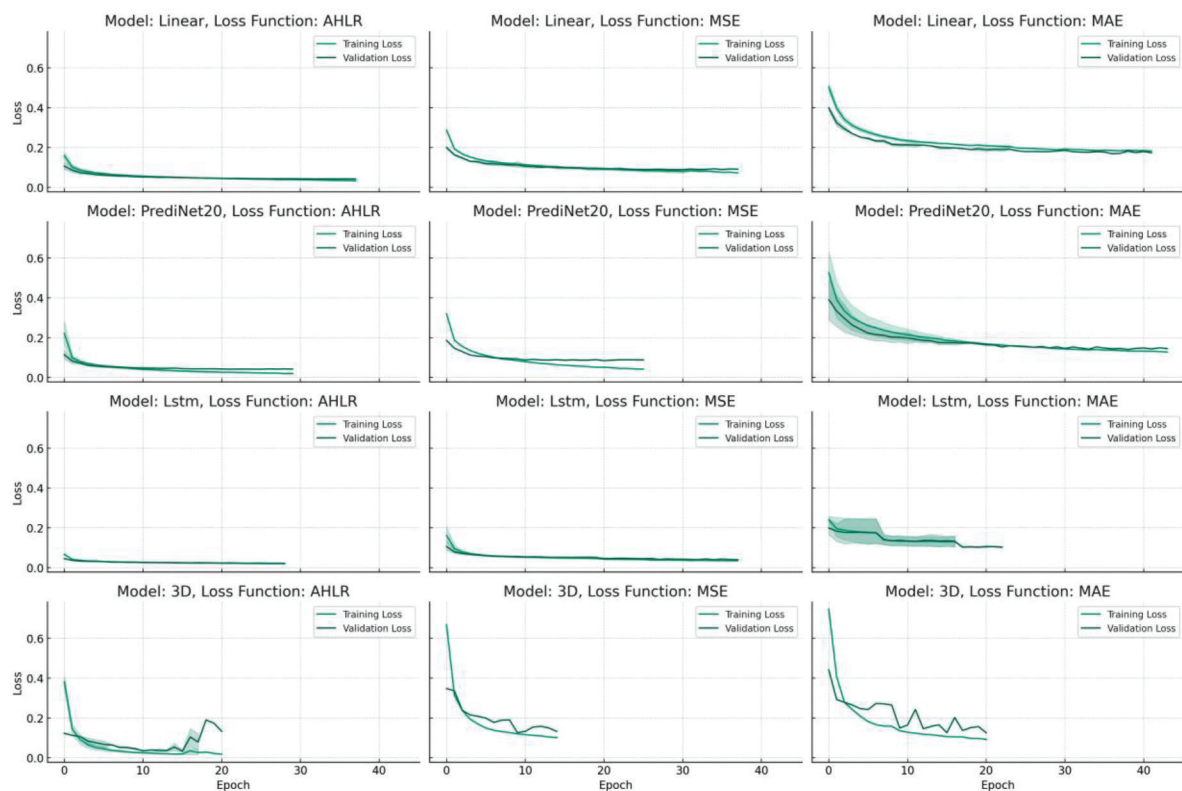 Model: Linear, Loss Function: AHLR
Model: Linear, Loss Function: MSE
Model: Linear, Loss Function: MAE
Training Loss
Validation Loss
Training Loss
Validation Loss
Training Loss
Validation Loss
Loss
0.6
0.4
0.2
0.0
Model: PrediNet20, Loss Function: AHLR
Model: PrediNet20, Loss Function: MSE
Model: PrediNet20, Loss Function: MAE
Training Loss
Validation Loss
Training Loss
Validation Loss
Training Loss
Validation Loss
Loss
0.6
0.4
0.2
0.0
Model: Lstm, Loss Function: AHLR
Model: Lstm, Loss Function: MSE
Model: Lstm, Loss Function: MAE
Training Loss
Validation Loss
Training Loss
Validation Loss
Training Loss
Validation Loss
Loss
0.6
0.4
0.2
0.0
Model: 3D, Loss Function: AHLR
Model: 3D, Loss Function: MSE
Model: 3D, Loss Function: MAE
Training Loss
Validation Loss
Training Loss
Validation Loss
Training Loss
Validation Loss
Loss
0.6
0.4
0.2
0.0
0 10 20 30 40
0 10 20 30 40
0 10 20 30 40
Epoch
Epoch
Epoch